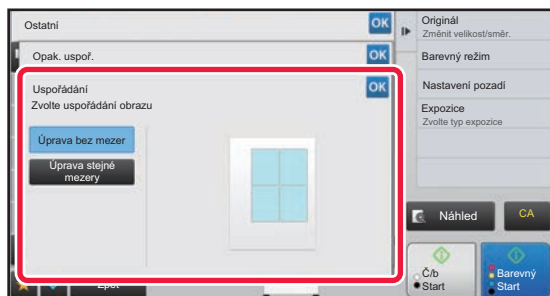 Ostatní
OK
Opak. uspoř.
OK
Uspořádání
OK
Zvolte uspořádání obrazu
Úprava bez mezer
Úprava stejné
mezery
Originál
Změnit velikost/směr.
Barevný režim
Nastavení pozadí
Expozice
Zvolte typ expozice
Náhled
CA
Č/b
Start
Barevný
Start